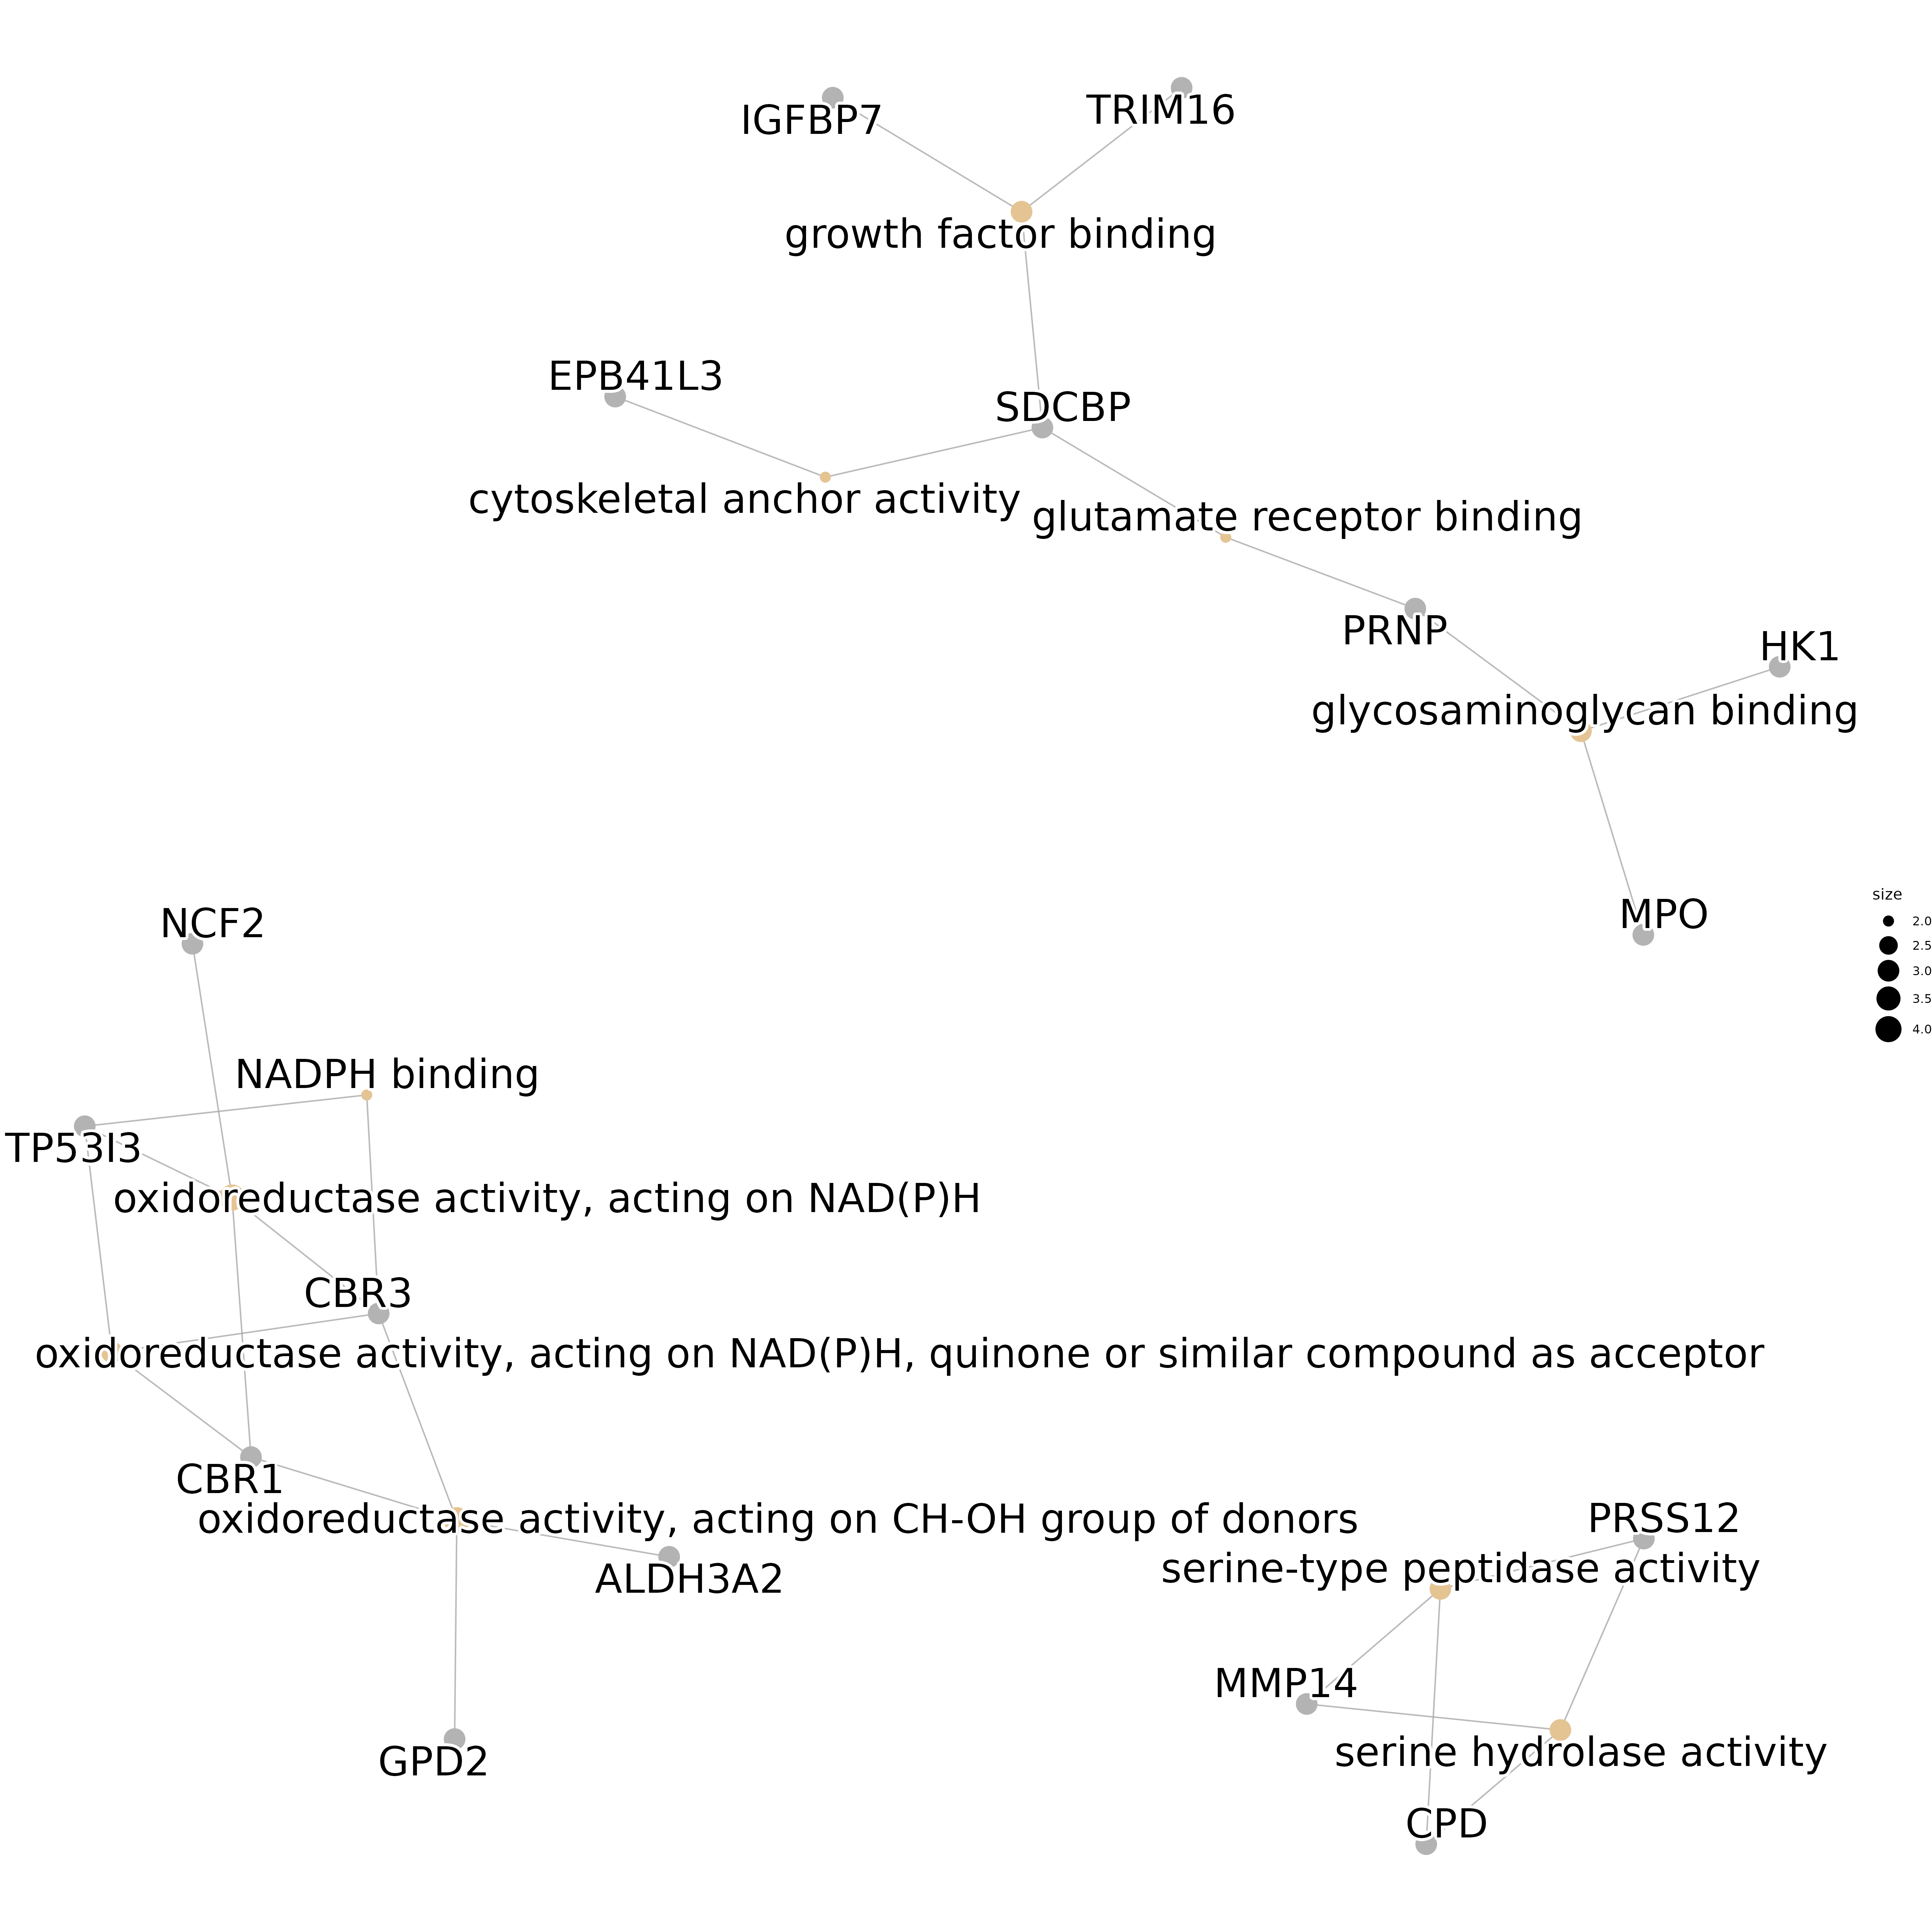 IGFBP7
TRIM16
growth factor binding
EPB41L3
SDCBP
cytoskeletal anchor activity
glutamate receptor binding
PRNP
HK1
glycosaminoglycan binding
MPO
size
2.0
2.5
3.0
3.5
4.0
NCF2
NADPH binding
TP53I3
oxidoreductase activity, acting on NAD(P)H
CBR3
oxidoreductase activity, acting on NAD(P)H, quinone or similar compound as acceptor
CBR1
oxidoreductase activity, acting on CH-OH group of donors
ALDH3A2
GPD2
PRSS12
serine-type peptidase activity
MMP14
serine hydrolase activity
CPD